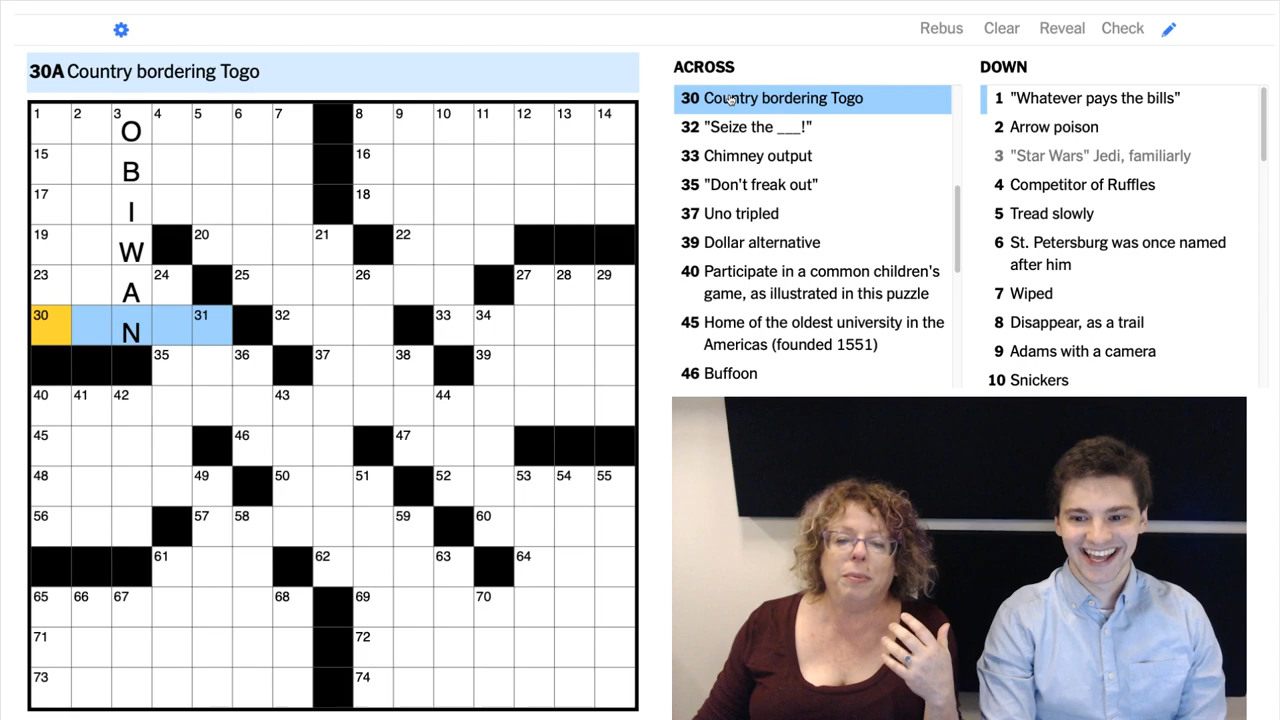 Rebus Clear Reveal Check
30A Country bordering Togo
1 2 3 4 5 6 7 8 9 10 11 12 13 14
O
15 16
B
17 18
I
19 20 21 22
W
23 24 25 26 27 28 29
A
30 31 32 33 34
N
35 36 37 38 39
40 41 42 43 44
45 46 47
48 49 50 51 52 53 54 55
56 57 58 59 60
61 62 63 64
65 66 67 68 69 70
71 72
73 74
ACROSS
30 Country bordering Togo
32 "Seize the ___!"
33 Chimney output
35 "Don't freak out"
37 Uno tripled
39 Dollar alternative
40 Participate in a common children's
game, as illustrated in this puzzle
45 Home of the oldest university in the
Americas (founded 1551)
46 Buffoon
DOWN
1 "Whatever pays the bills"
2 Arrow poison
3 "Star Wars" Jedi, familiarly
4 Competitor of Ruffles
5 Tread slowly
6 St. Petersburg was once named
after him
7 Wiped
8 Disappear, as a trail
9 Adams with a camera
10 Snickers